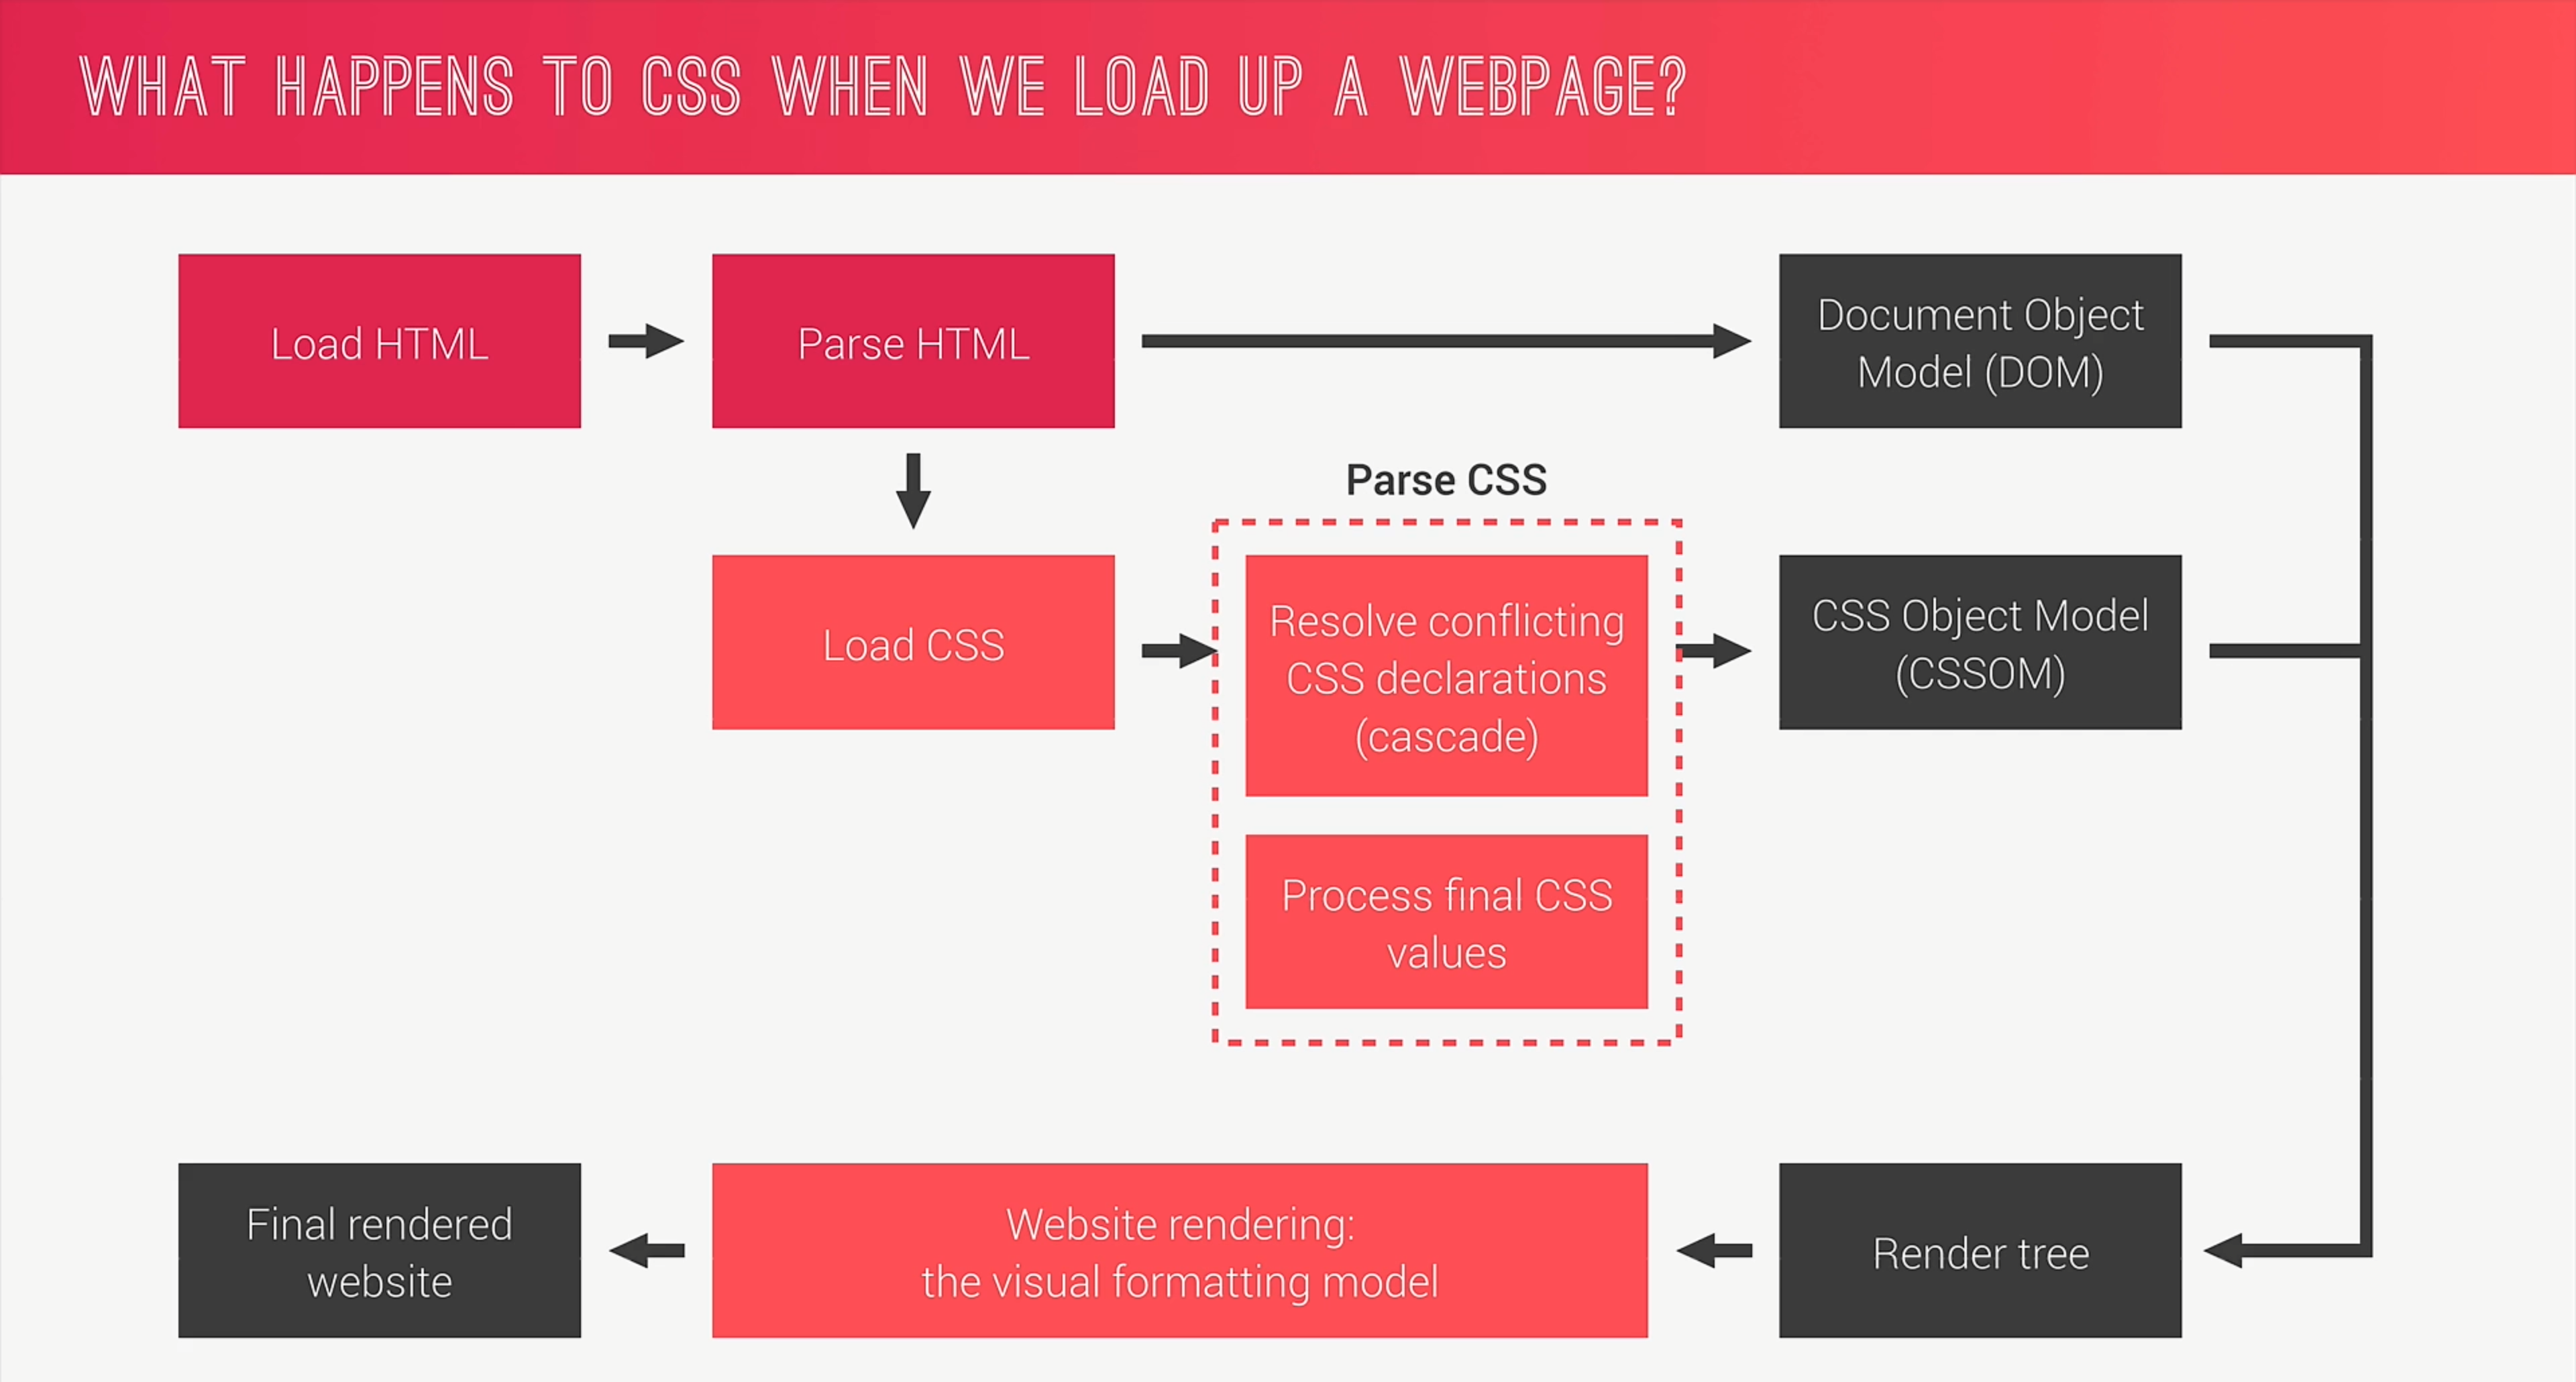 WHAT HAPPENS TO CSS WHEN WE LOAD UP A WEBPAGE?
Load HTML
Parse HTML
Document Object
Model (DOM)
Parse CSS
Load CSS
Resolve conflicting
CSS declarations
(cascade)
CSS Object Model
(CSSOM)
Process final CSS
values
Final rendered
website
Website rendering:
the visual formatting model
Render tree